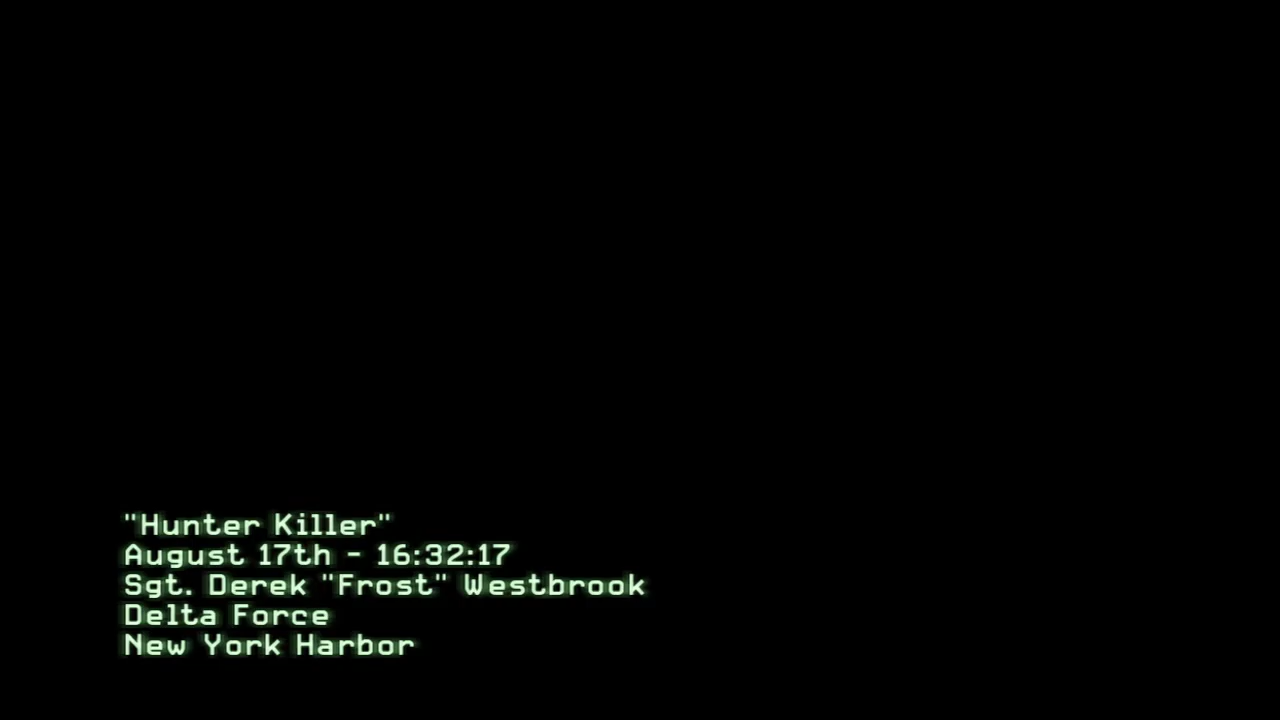 "Hunter Killer"
August 17th - 16:32:17
Sgt. Derek "Frost" Westbrook
Delta Force
New York Harbor